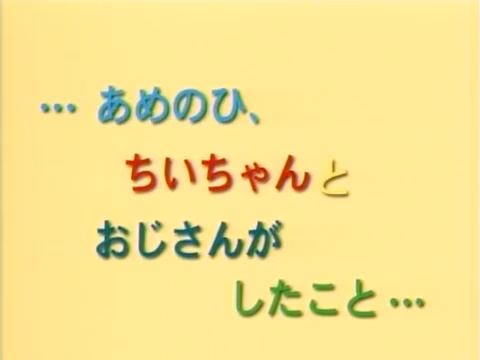 … あめのひ、
ちいちゃんと
おじさんが
したこと …